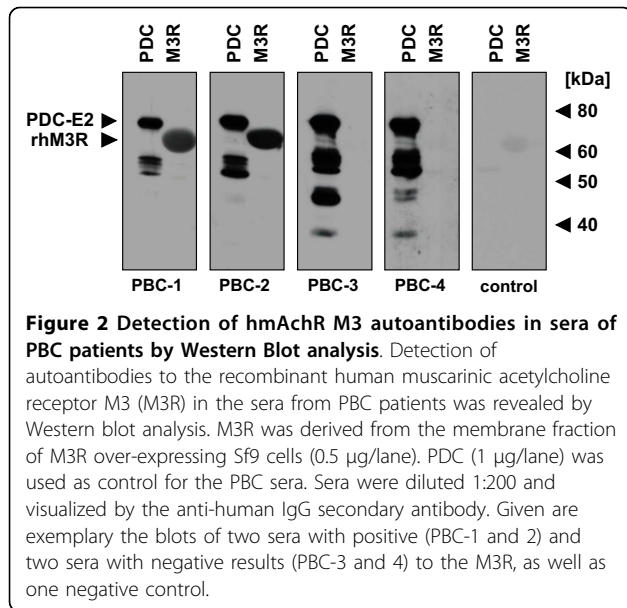 PDC M3R PDC M3R PDC M3R PDC M3R PDC M3R
[kDa]
PDC-E2 ▶ ◀ 80
rhM3R ▶ ◀ 60
◀ 50
◀ 40
PBC-1 PBC-2 PBC-3 PBC-4 control
Figure 2 Detection of hmAchR M3 autoantibodies in sera of
PBC patients by Western Blot analysis. Detection of
autoantibodies to the recombinant human muscarinic acetylcholine
receptor M3 (M3R) in the sera from PBC patients was revealed by
Western blot analysis. M3R was derived from the membrane fraction
of M3R over-expressing Sf9 cells (0.5 μg/lane). PDC (1 μg/lane) was
used as control for the PBC sera. Sera were diluted 1:200 and
visualized by the anti-human IgG secondary antibody. Given are
exemplary the blots of two sera with positive (PBC-1 and 2) and
two sera with negative results (PBC-3 and 4) to the M3R, as well as
one negative control.